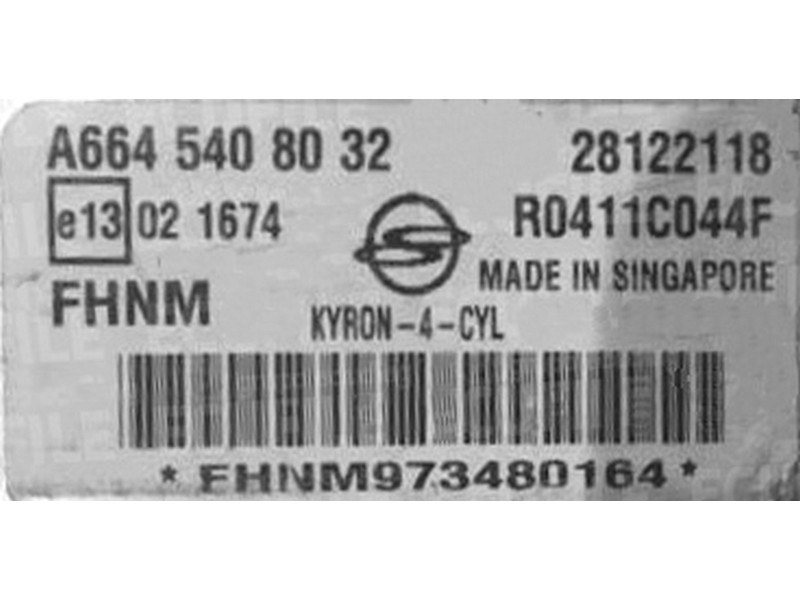 A664 540 80 32 28122118
e13 02 1674 R0411C044F
MADE IN SINGAPORE
FHNM
KYRON-4-CYL
*FHNM973480164*